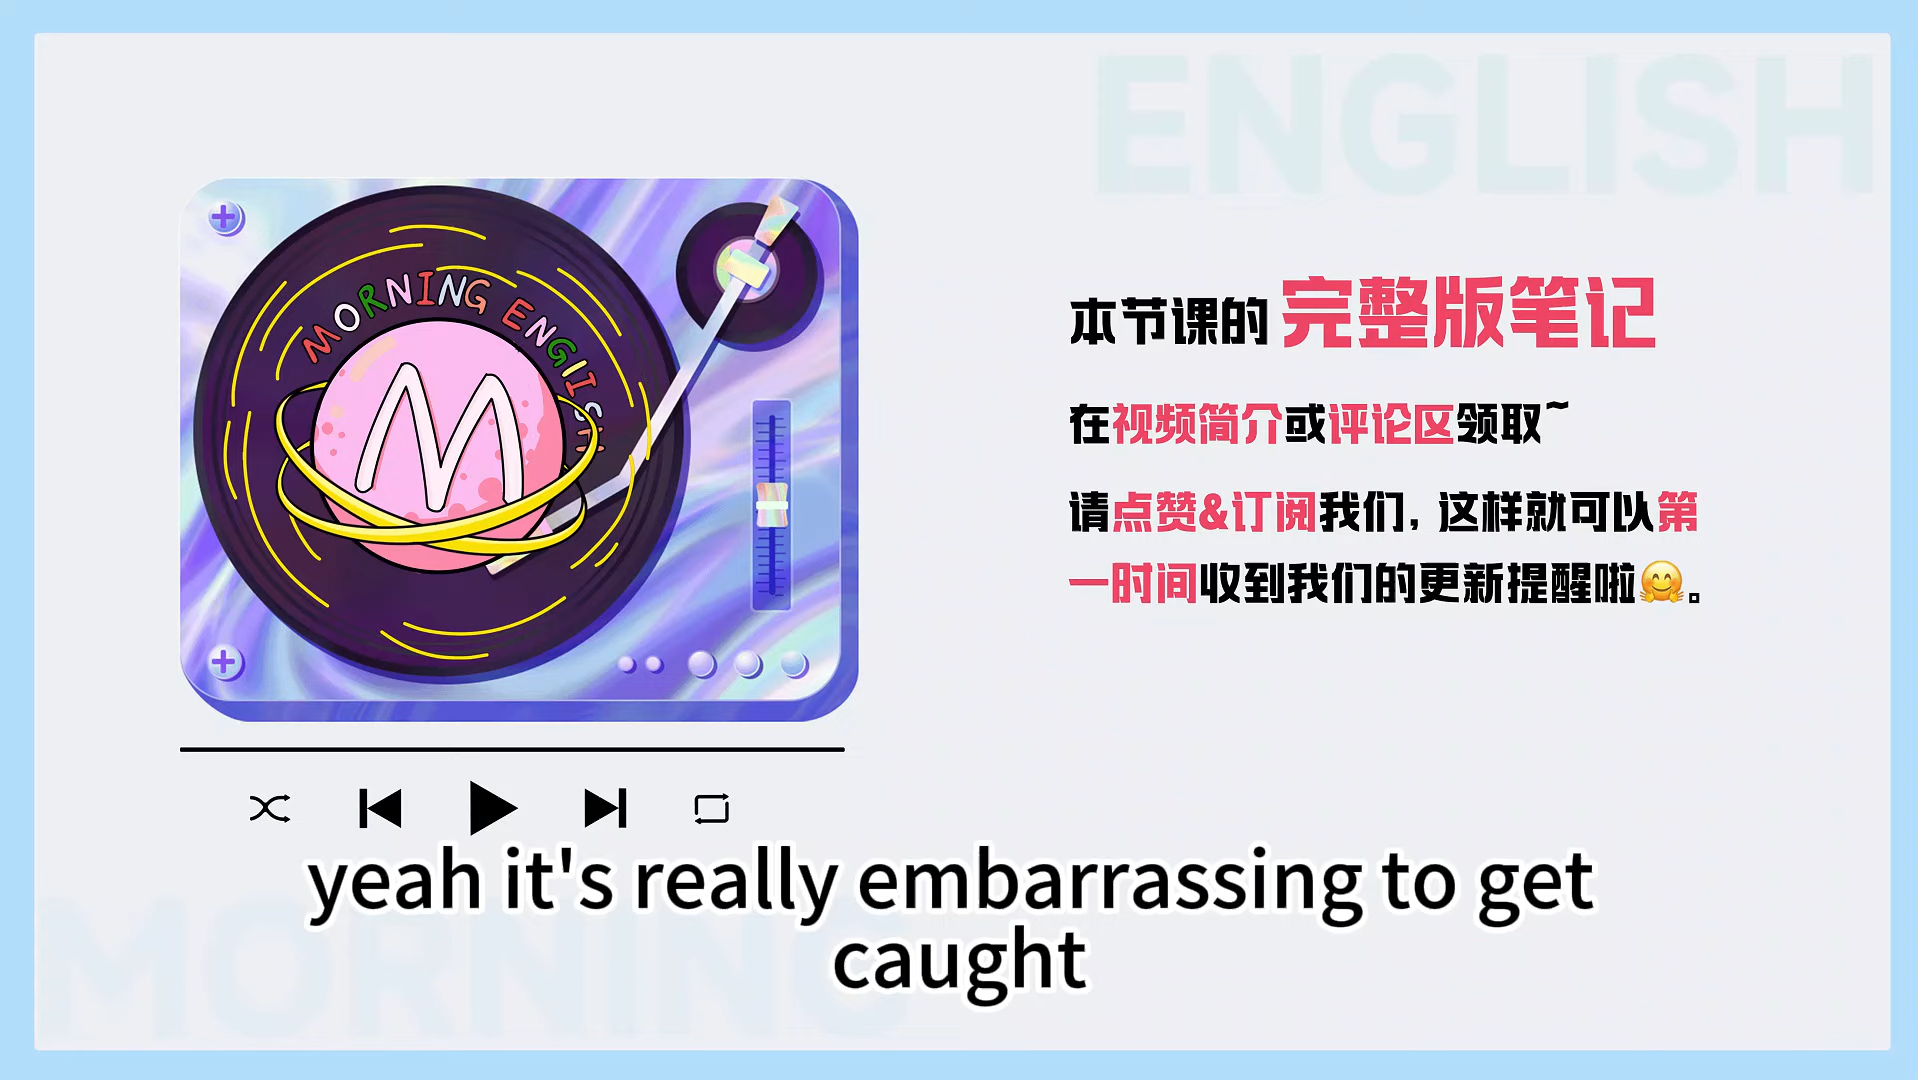 ENGLISH
MORNING ENGlISH
M
本节课的 完整版笔记
在视频简介或评论区领取~
请点赞&订阅我们, 这样就可以第
一时间收到我们的更新提醒啦🤗。
yeah it's really embarrassing to get
caught
MORNING